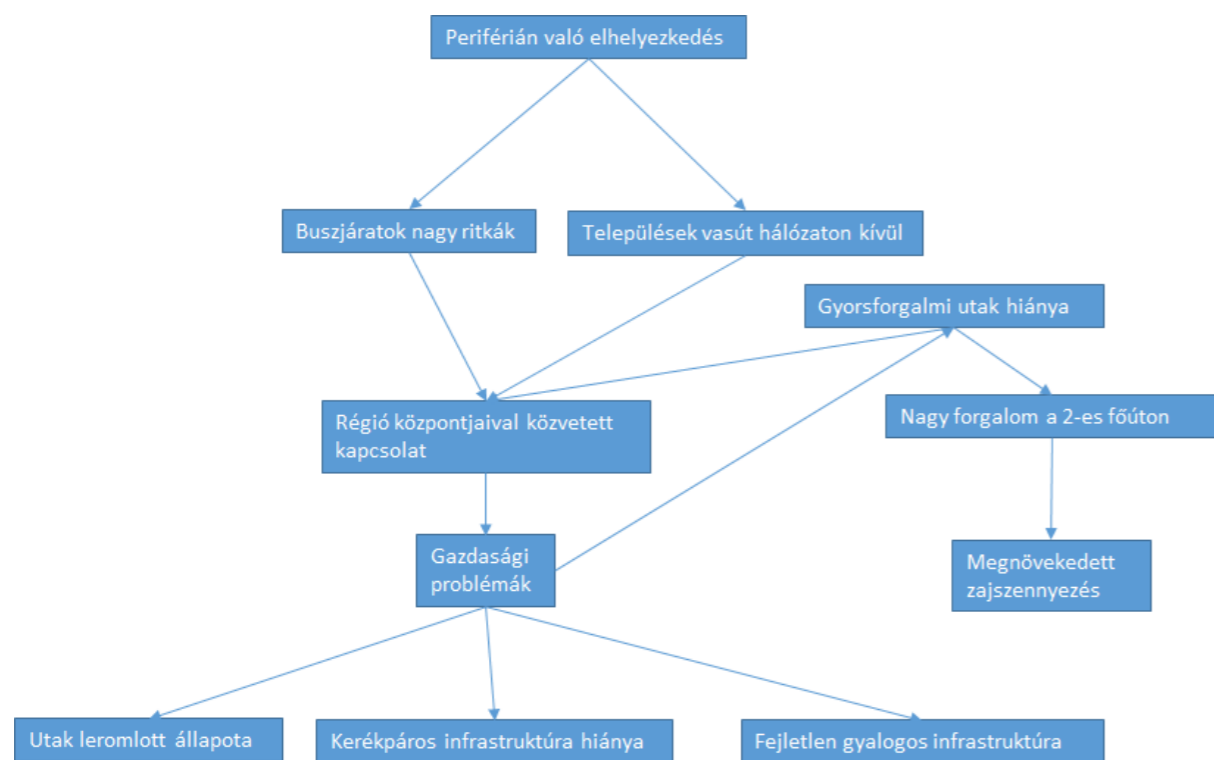 Periférián való elhelyezkedés
Buszjáratok nagy ritkák
Települések vasút hálózaton kívül
Gyorsforgalmi utak hiánya
Régió központjaival közvetett
kapcsolat
Nagy forgalom a 2-es főúton
Gazdasági
problémák
Megnövekedett
zajszennyezés
Utak leromlott állapota
Kerékpáros infrastruktúra hiánya
Fejletlen gyalogos infrastruktúra